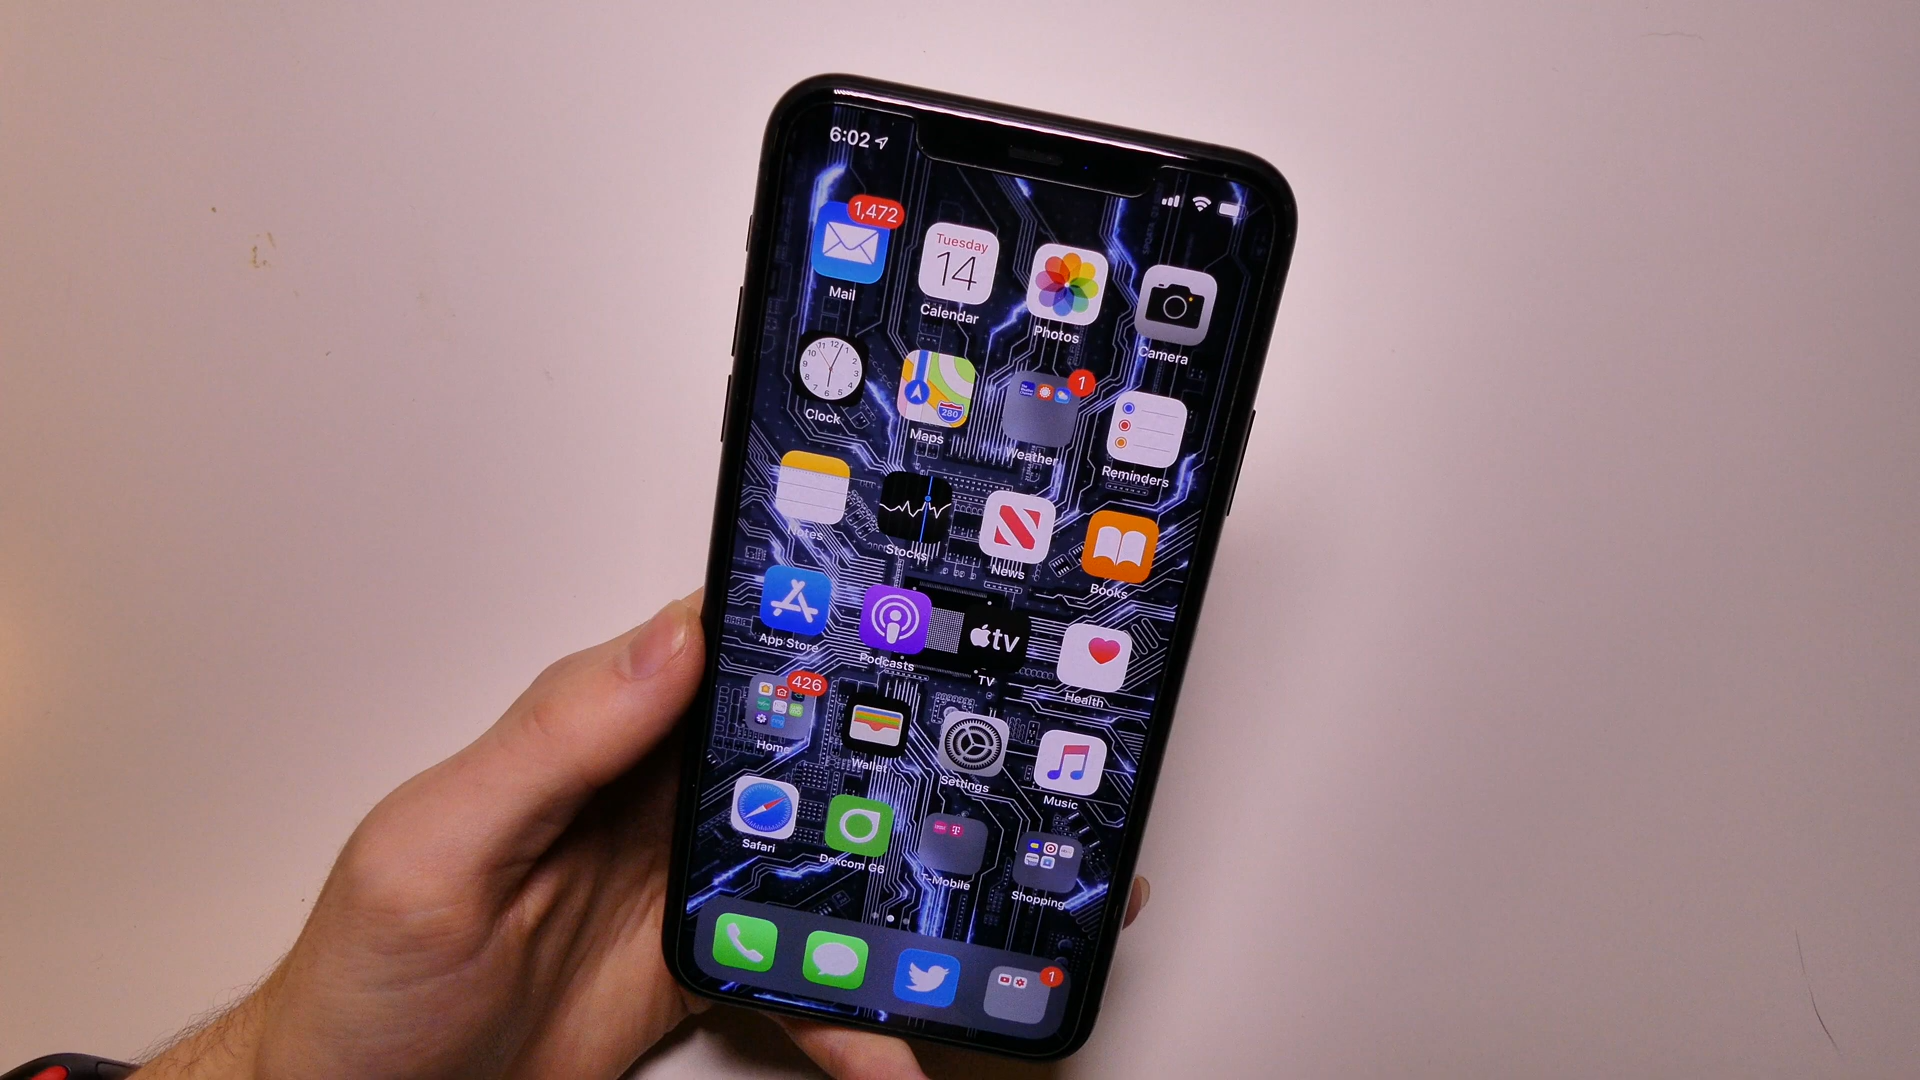 6:02
1,472
Mail
Tuesday
14
Calendar
Photos
Camera
Clock
280
Maps
1
Weather
Reminders
Notes
Stocks
News
Books
App Store
Podcasts
tv
TV
Health
426
Home
Wallet
Settings
Music
Safari
Dexcom G6
T-Mobile
Shopping
1